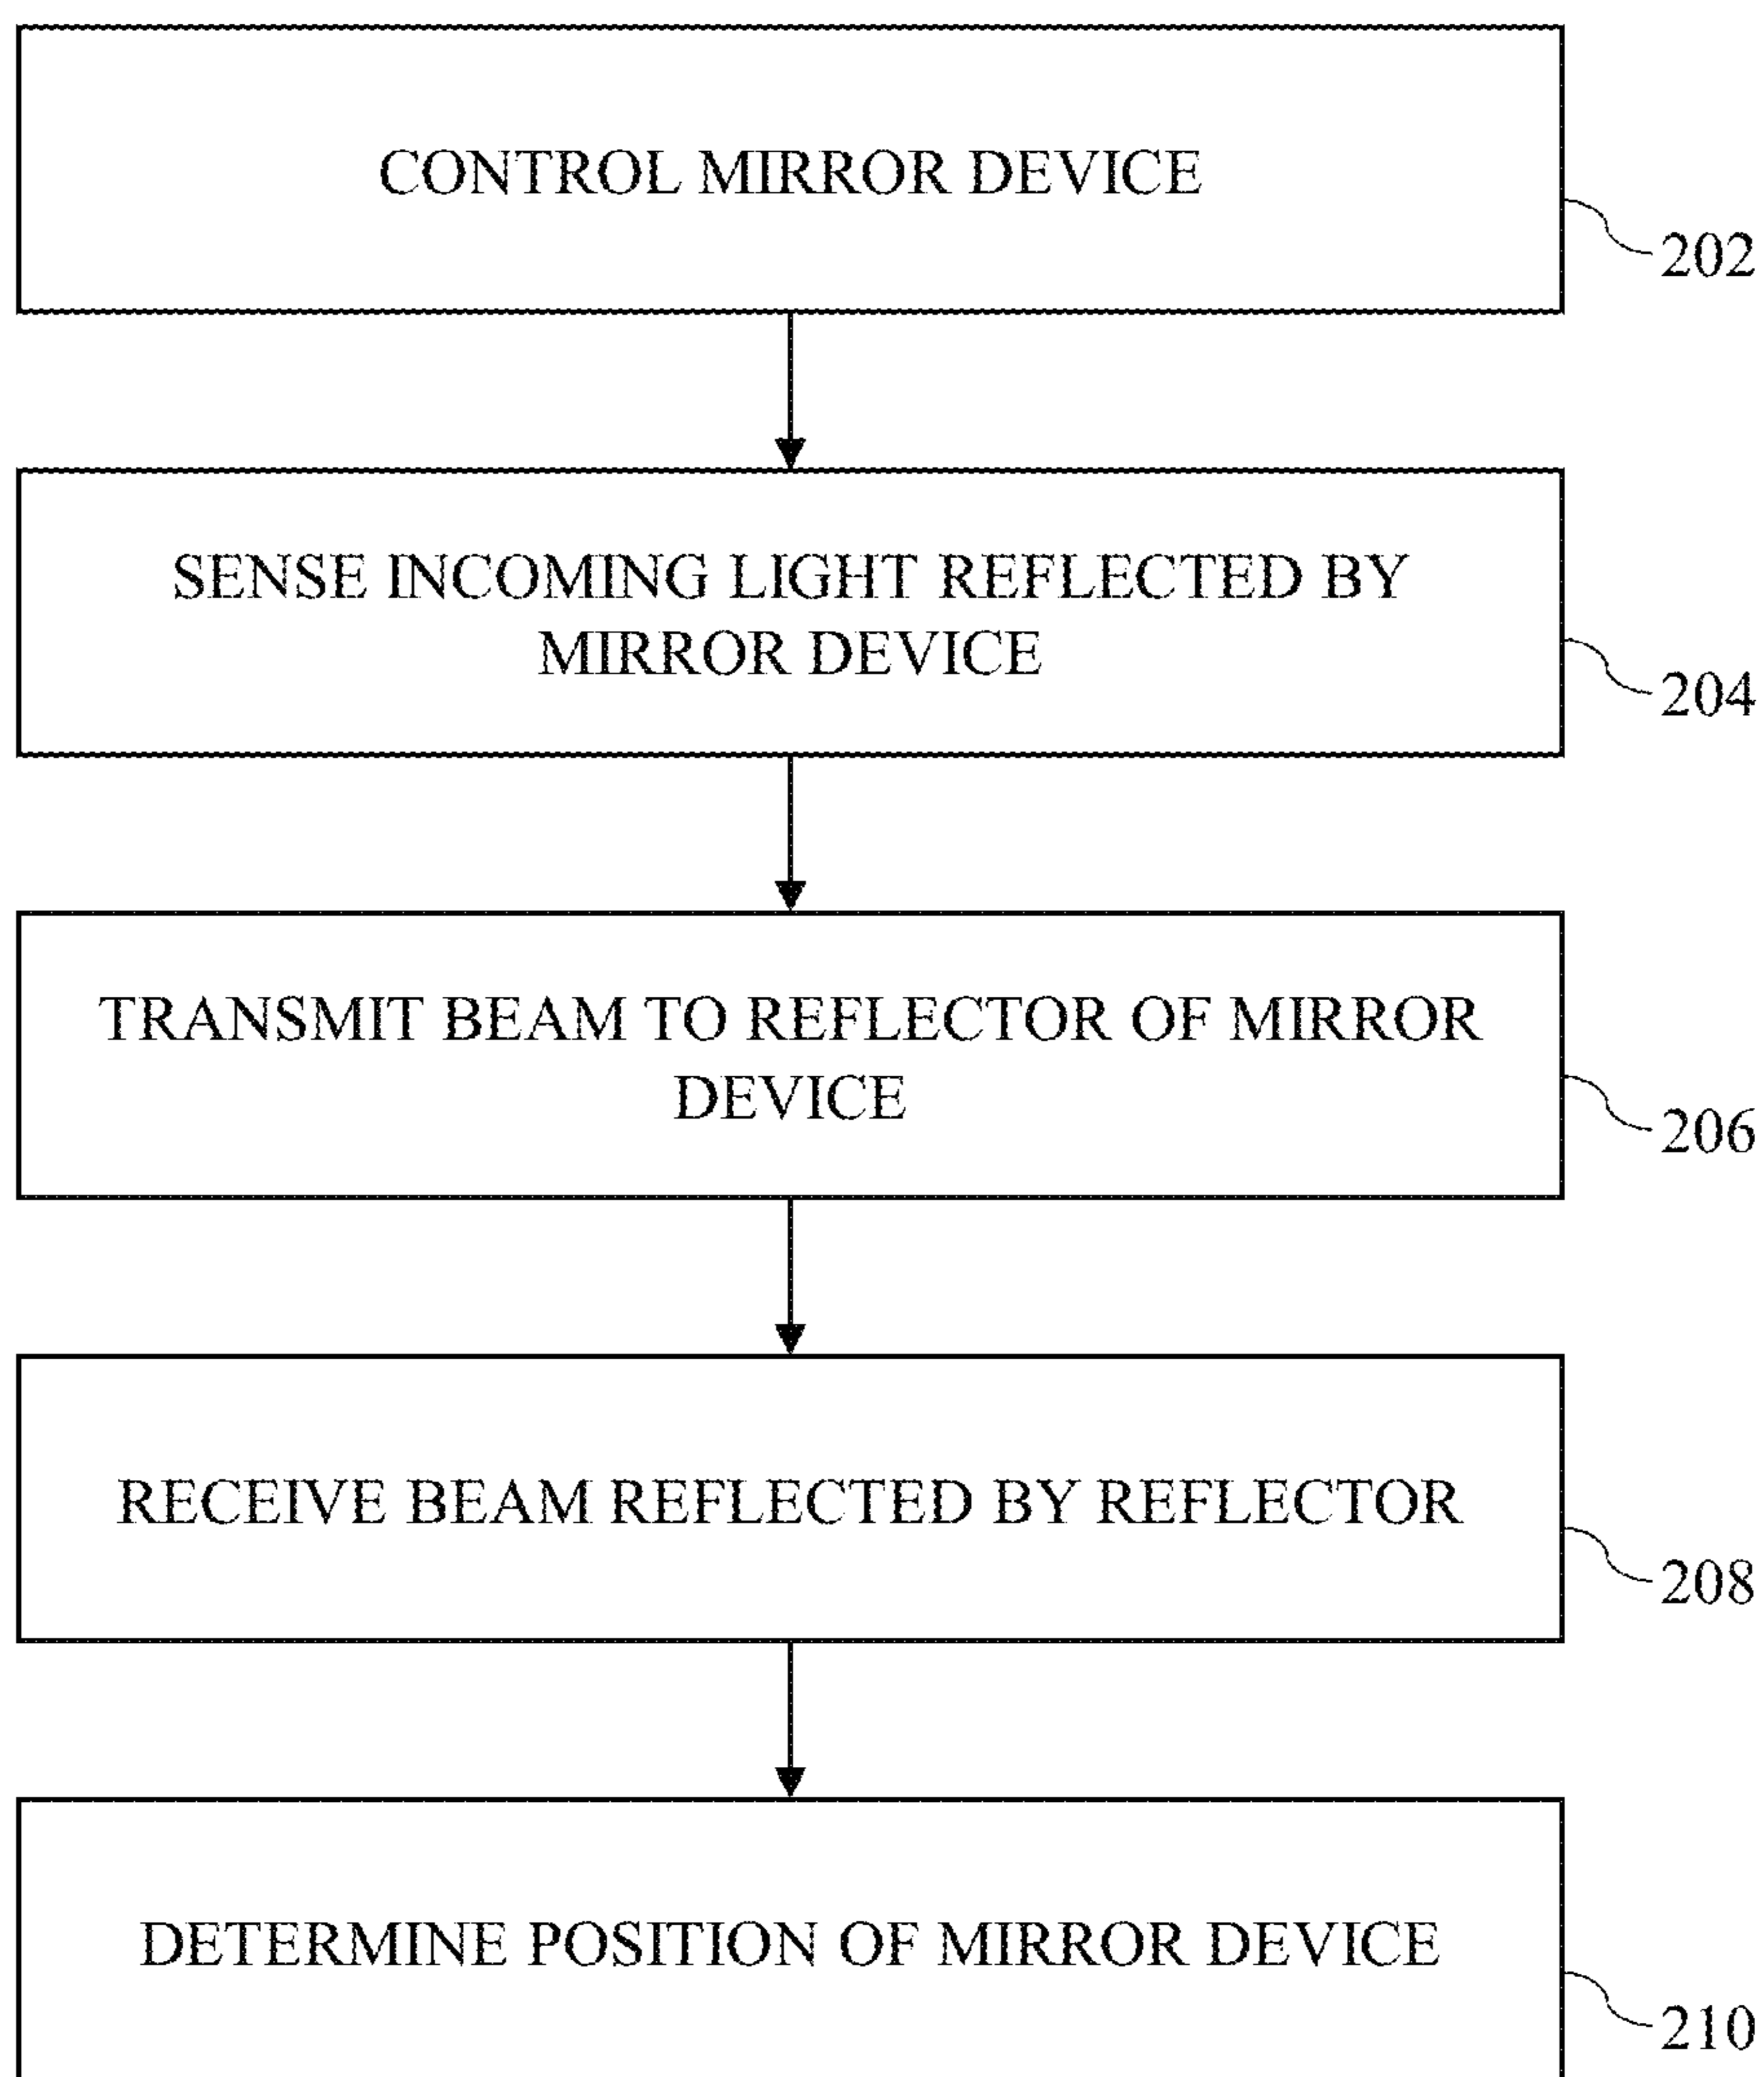 CONTROL MIRROR DEVICE
202
SENSE INCOMING LIGHT REFLECTED BY
MIRROR DEVICE
204
TRANSMIT BEAM TO REFLECTOR OF MIRROR
DEVICE
206
RECEIVE BEAM REFLECTED BY REFLECTOR
208
DETERMINE POSITION OF MIRROR DEVICE
210